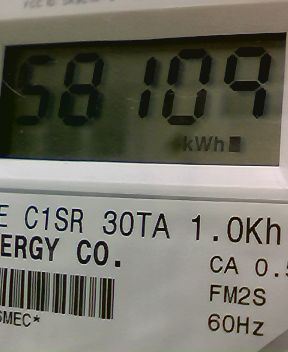 58109
kWh
E C1SR 30TA 1.0Kh
ERGY CO.
CA 0.5
FM2S
SMEC*
60Hz